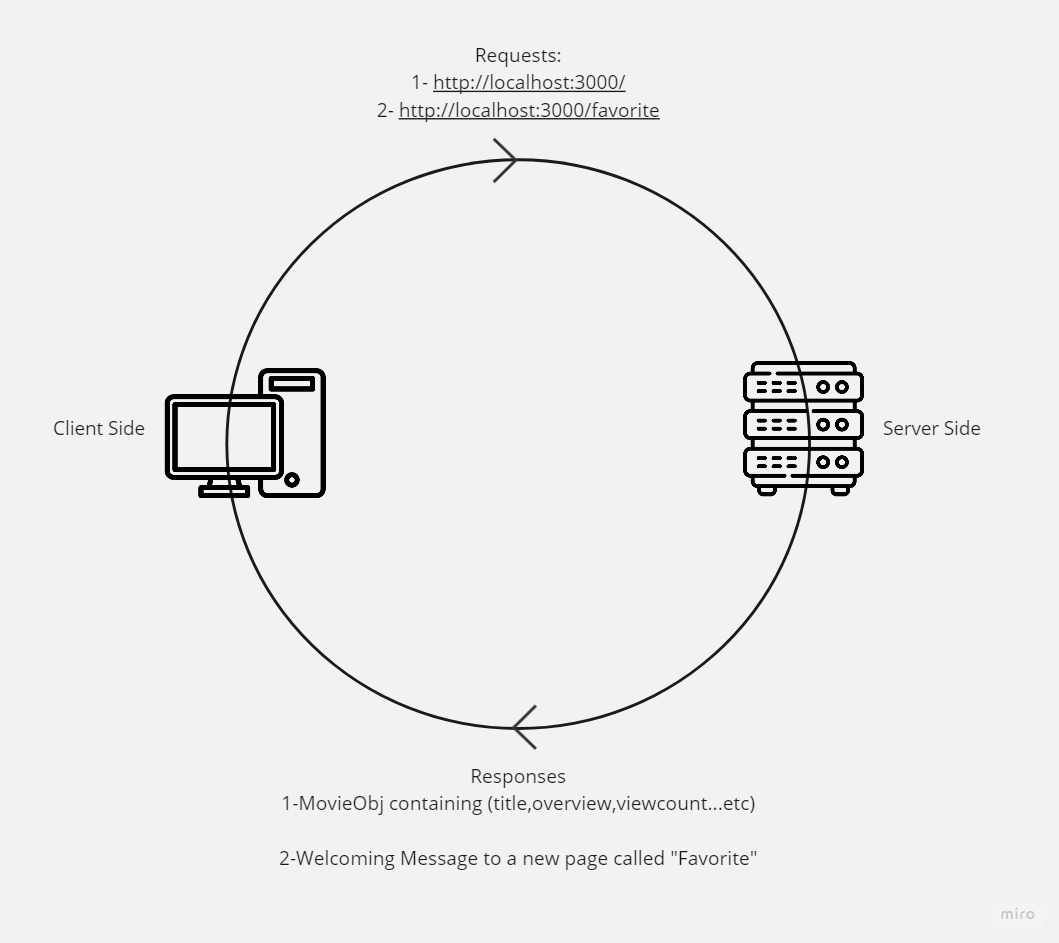 Requests:
1- http://localhost:3000/
2- http://localhost:3000/favorite
Client Side
Server Side
Responses
1-MovieObj containing (title,overview,viewcount...etc)
2-Welcoming Message to a new page called "Favorite"
miro